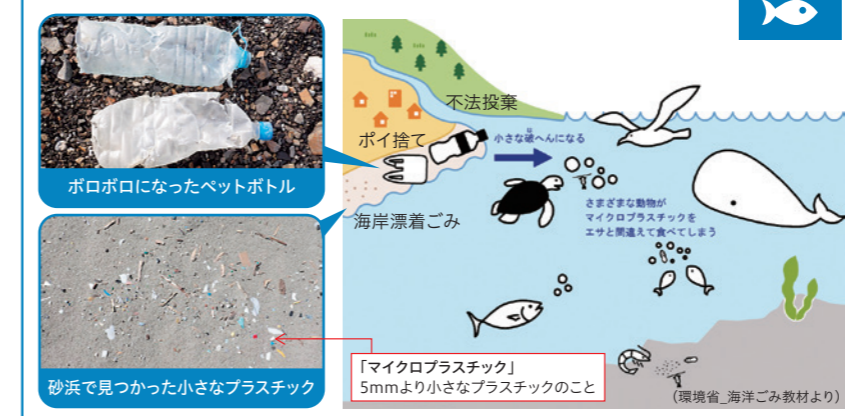 ボロボロになったペットボトル
砂浜で見つかった小さなプラスチック
不法投棄
ポイ捨て
海岸漂着ごみ
小さな破へんになる
さまざまな動物が
マイクロプラスチックを
エサと間違えて食べてしまう
「マイクロプラスチック」
5mmより小さなプラスチックのこと
(環境省_海洋ごみ教材より)